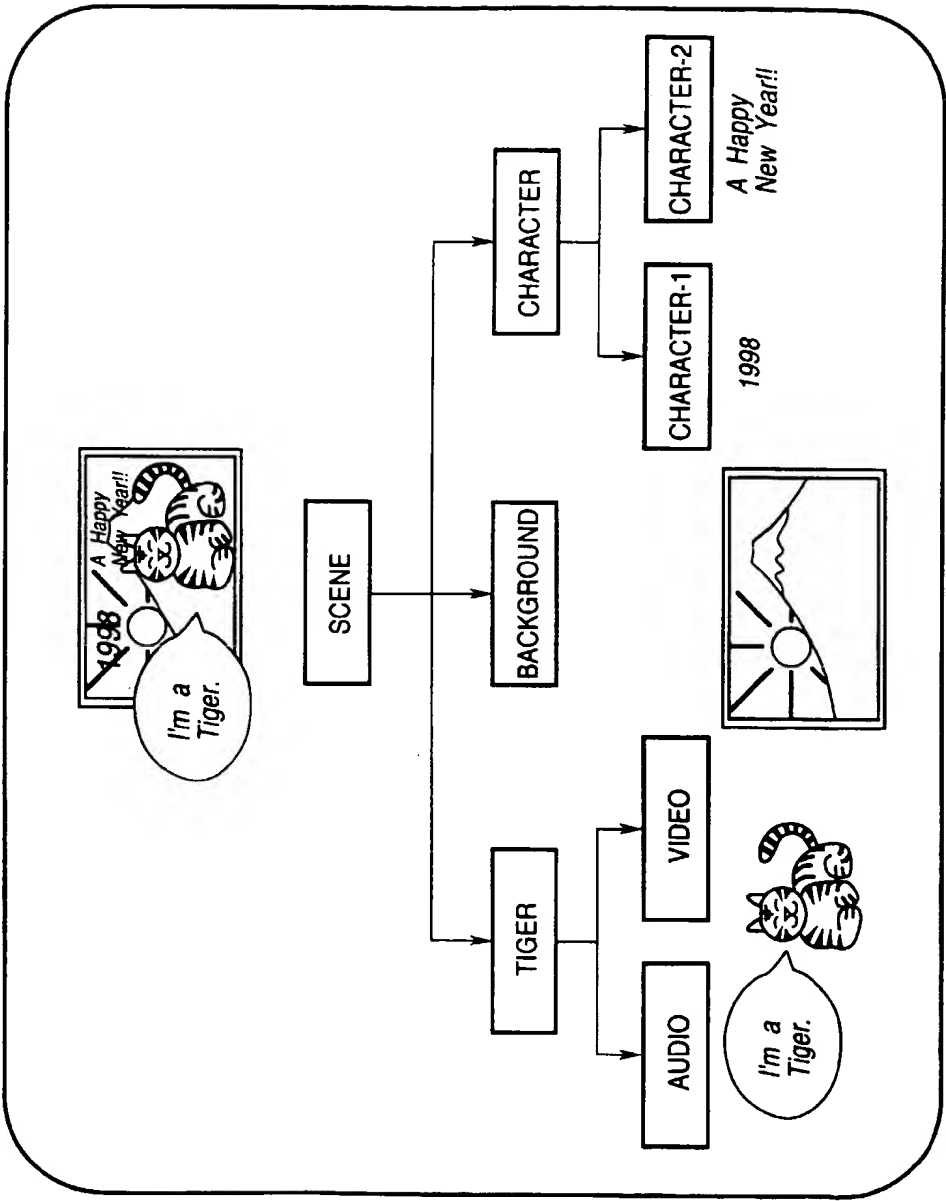 1998
A Happy
New Year!!
I'm a
Tiger.
SCENE
TIGER
BACKGROUND
CHARACTER
AUDIO
VIDEO
CHARACTER-1
CHARACTER-2
I'm a
Tiger.
1998
A Happy
New Year!!